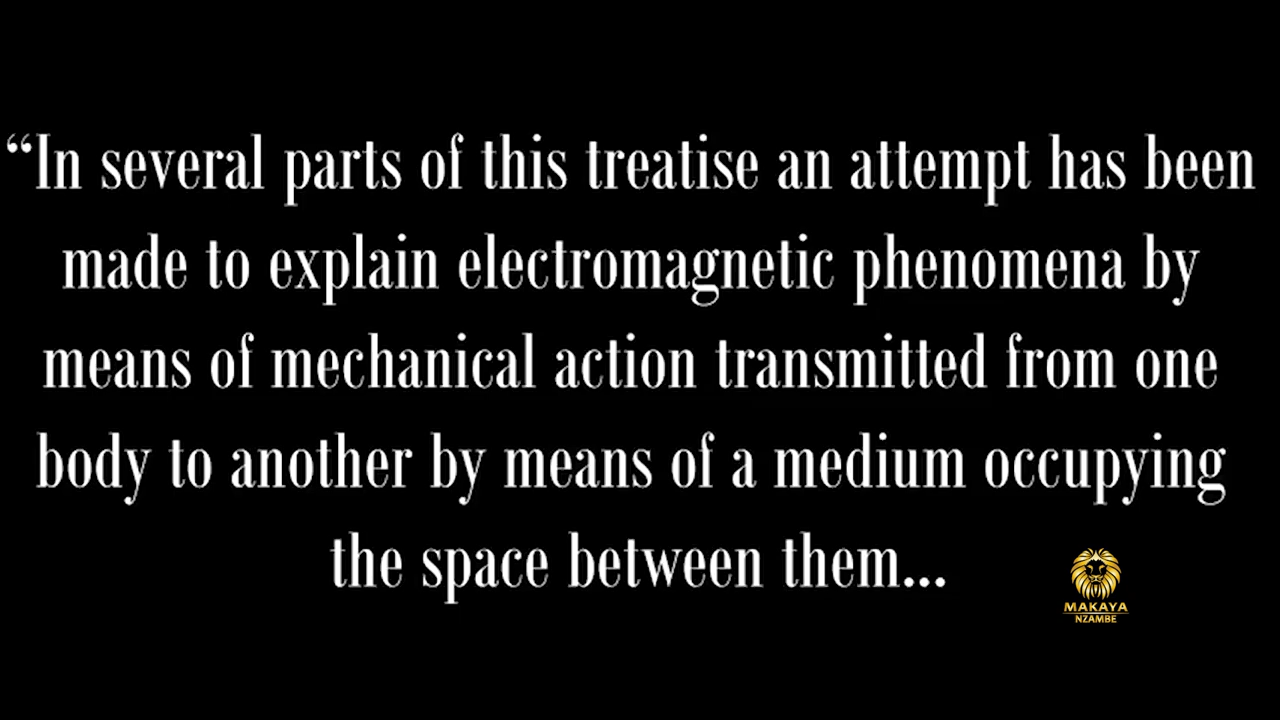 “In several parts of this treatise an attempt has been
made to explain electromagnetic phenomena by
means of mechanical action transmitted from one
body to another by means of a medium occupying
the space between them...
MAKAYA
NZAMBE